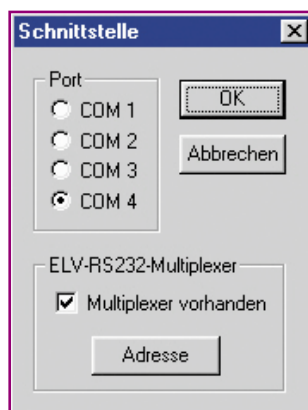 Schnittstelle
Port
COM 1
COM 2
COM 3
COM 4
OK
Abbrechen
ELV-RS232-Multiplexer
Multiplexer vorhanden
Adresse